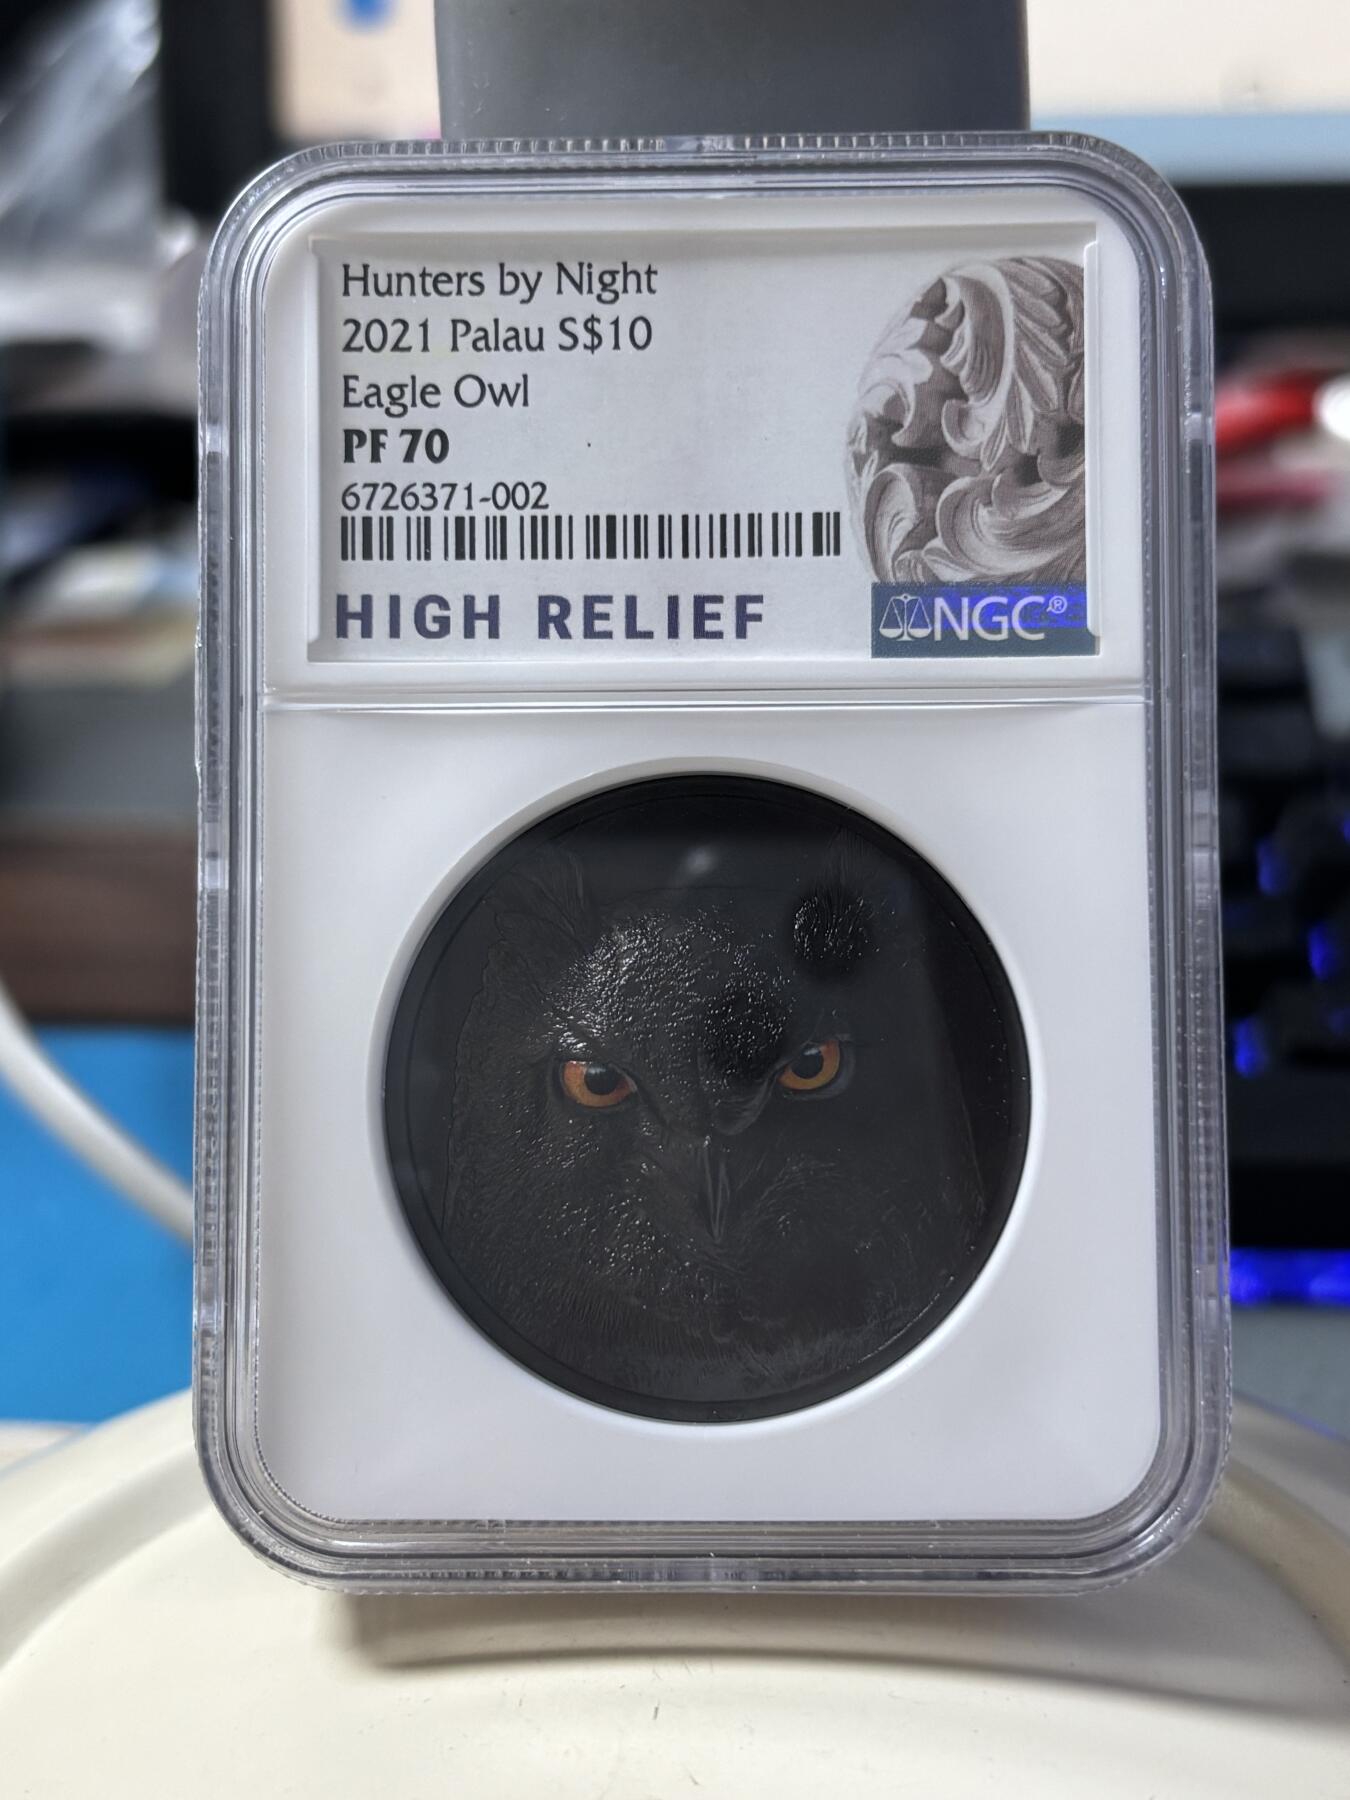 Hunters by Night
2021 Palau S$10
Eagle Owl
PF 70
6726371-002
HIGH RELIEF
NGC®